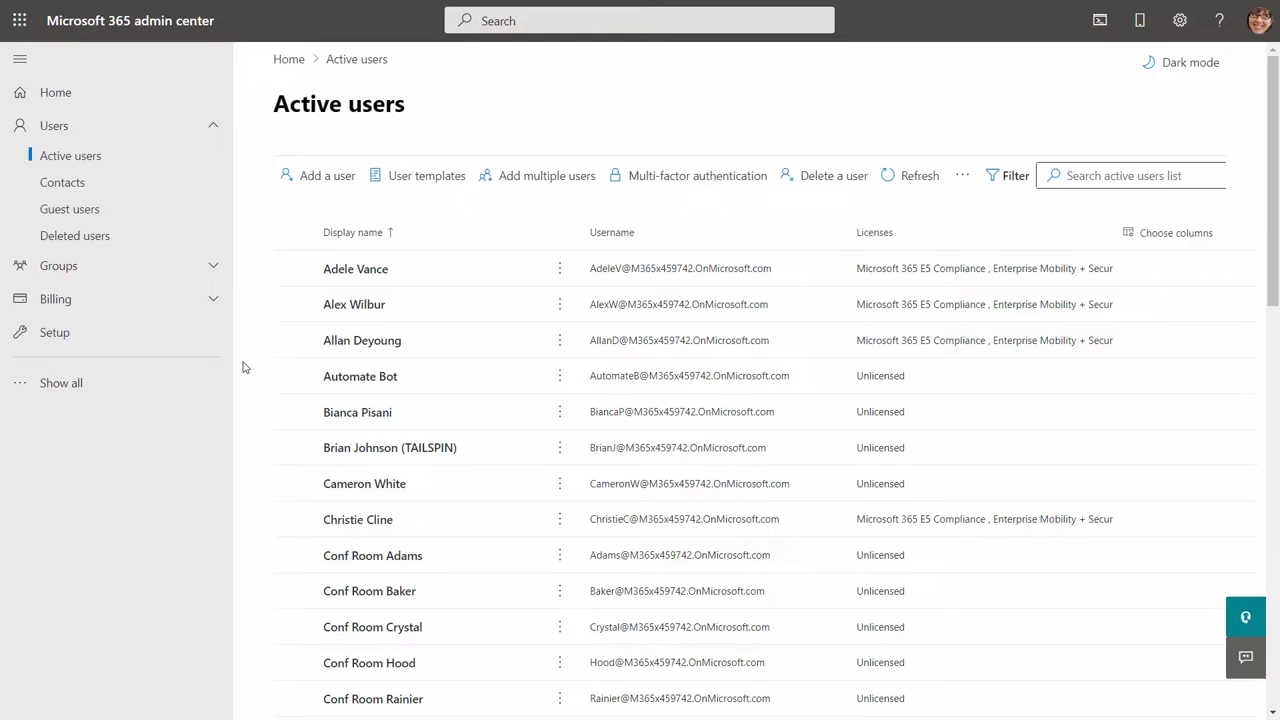 Microsoft 365 admin center
Search
Home
Users
Active users
Contacts
Guest users
Deleted users
Groups
Billing
Setup
Show all
Home > Active users
Dark mode
Active users
Add a user User templates Add multiple users Multi-factor authentication Delete a user Refresh ... Filter Search active users list
Display name ↑ Username Licenses Choose columns
Adele Vance AdeleV@M365x459742.OnMicrosoft.com Microsoft 365 E5 Compliance , Enterprise Mobility + Secur
Alex Wilbur AlexW@M365x459742.OnMicrosoft.com Microsoft 365 E5 Compliance , Enterprise Mobility + Secur
Allan Deyoung AllanD@M365x459742.OnMicrosoft.com Microsoft 365 E5 Compliance , Enterprise Mobility + Secur
Automate Bot AutomateB@M365x459742.OnMicrosoft.com Unlicensed
Bianca Pisani BiancaP@M365x459742.OnMicrosoft.com Unlicensed
Brian Johnson (TAILSPIN) BrianJ@M365x459742.OnMicrosoft.com Unlicensed
Cameron White CameronW@M365x459742.OnMicrosoft.com Unlicensed
Christie Cline ChristieC@M365x459742.OnMicrosoft.com Microsoft 365 E5 Compliance , Enterprise Mobility + Secur
Conf Room Adams Adams@M365x459742.OnMicrosoft.com Unlicensed
Conf Room Baker Baker@M365x459742.OnMicrosoft.com Unlicensed
Conf Room Crystal Crystal@M365x459742.OnMicrosoft.com Unlicensed
Conf Room Hood Hood@M365x459742.OnMicrosoft.com Unlicensed
Conf Room Rainier Rainier@M365x459742.OnMicrosoft.com Unlicensed